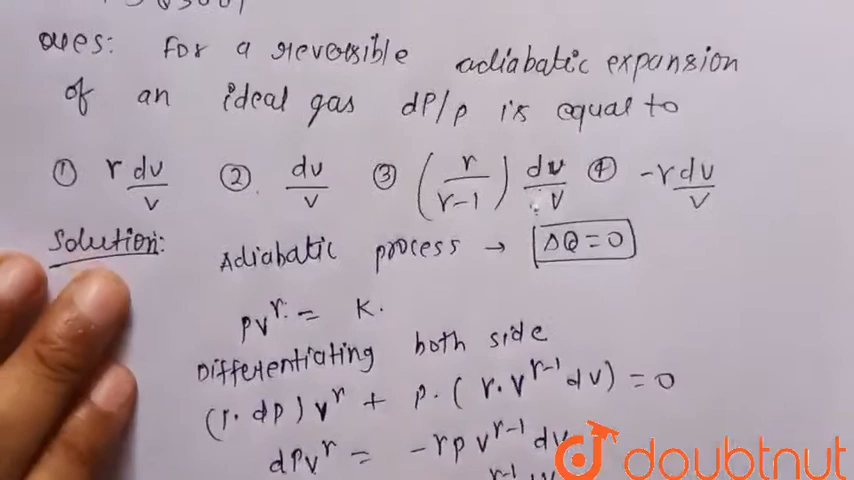 Ques: For a reversible adiabatic expansion
of an ideal gas dP/P is equal to
① r dv/v ② dv/v ③ (r/r-1) dv/v ④ -r dv/v
Solution:
Adiabatic process → ΔQ = 0
PV^r = K.
Differentiating both side
(1. dp) v^r + P. (r. v^r-1 dv) = 0
dPv^r = -rp v^r-1 dv
doubtnut